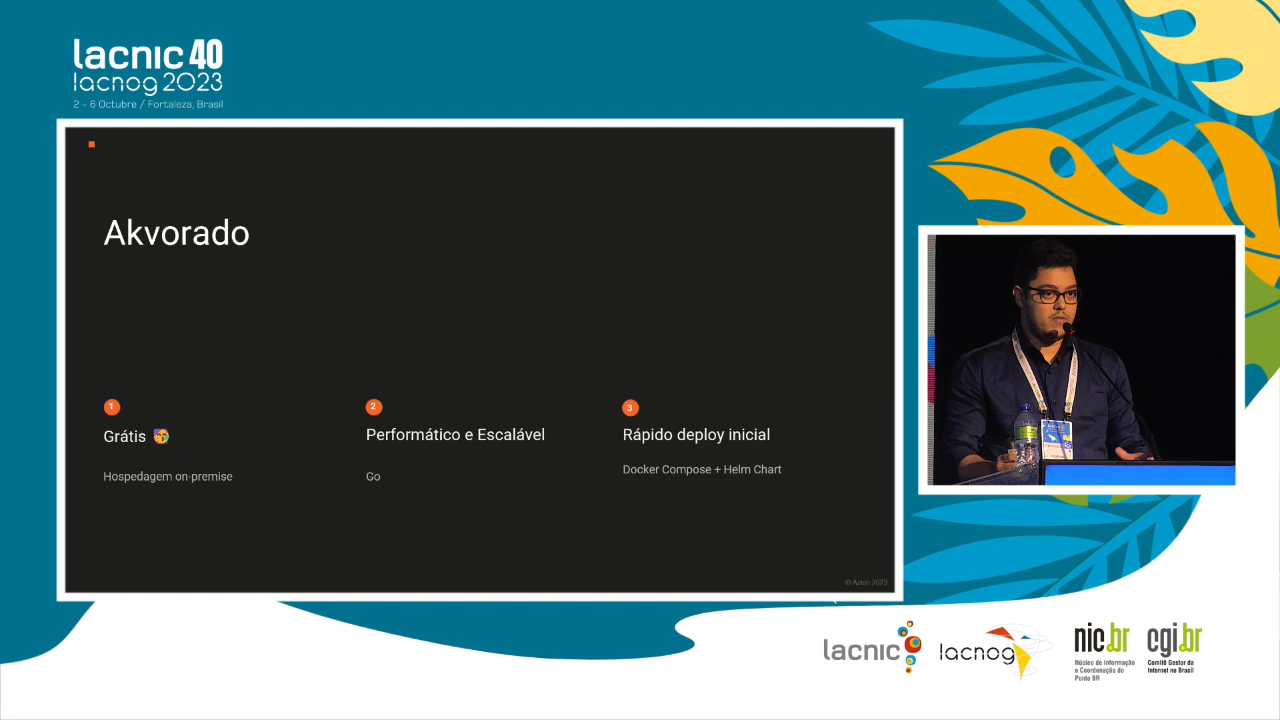 lacnic 40
lacnog 2023
2 - 6 Octubre / Fortaleza, Brasil
Akvorado
1
Grátis
Hospedagem on-premise
2
Performático e Escalável
Go
3
Rápido deploy inicial
Docker Compose + Helm Chart
© Azion 2023
lacnic
lacnog
nic.br
Núcleo de Informação
e Coordenação do
Ponto BR
cgi.br
Comitê Gestor da
Internet no Brasil